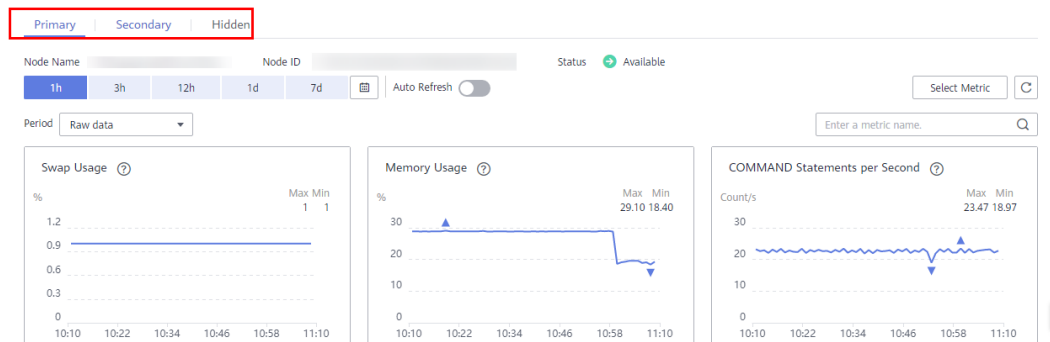 Primary Secondary Hidden
Node Name Node ID Status Available
1h 3h 12h 1d 7d Auto Refresh Select Metric
Period Raw data Enter a metric name.
Swap Usage ?
% Max Min
1 1
1.2
0.9
0.6
0.3
0
10:10 10:22 10:34 10:46 10:58 11:10
Memory Usage ?
% Max Min
29.10 18.40
30
20
10
0
10:10 10:22 10:34 10:46 10:58 11:10
COMMAND Statements per Second ?
Count/s Max Min
23.47 18.97
30
20
10
0
10:10 10:22 10:34 10:46 10:58 11:10